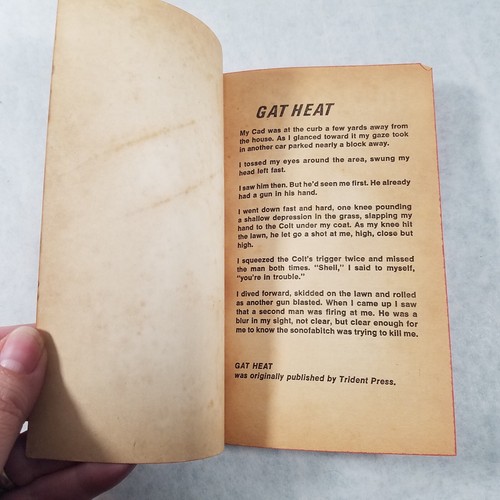 GAT HEAT
My Cad was at the curb a few yards away from
the house. As I glanced toward it my gaze took
in another car parked nearly a block away.
I tossed my eyes around the area, swung my
head left fast.
I saw him then. But he'd seen me first. He already
had a gun in his hand.
I went down fast and hard, one knee pounding
a shallow depression in the grass, slapping my
hand to the Colt under my coat. As my knee hit
the lawn, he let go a shot at me, high, close but
high.
I squeezed the Colt's trigger twice and missed
the man both times. "Shell," I said to myself,
"you're in trouble."
I dived forward, skidded on the lawn and rolled
as another gun blasted. When I came up I saw
that a second man was firing at me. He was a
blur in my sight, not clear, but clear enough for
me to know the sonofabitch was trying to kill me.
GAT HEAT
was originally published by Trident Press.